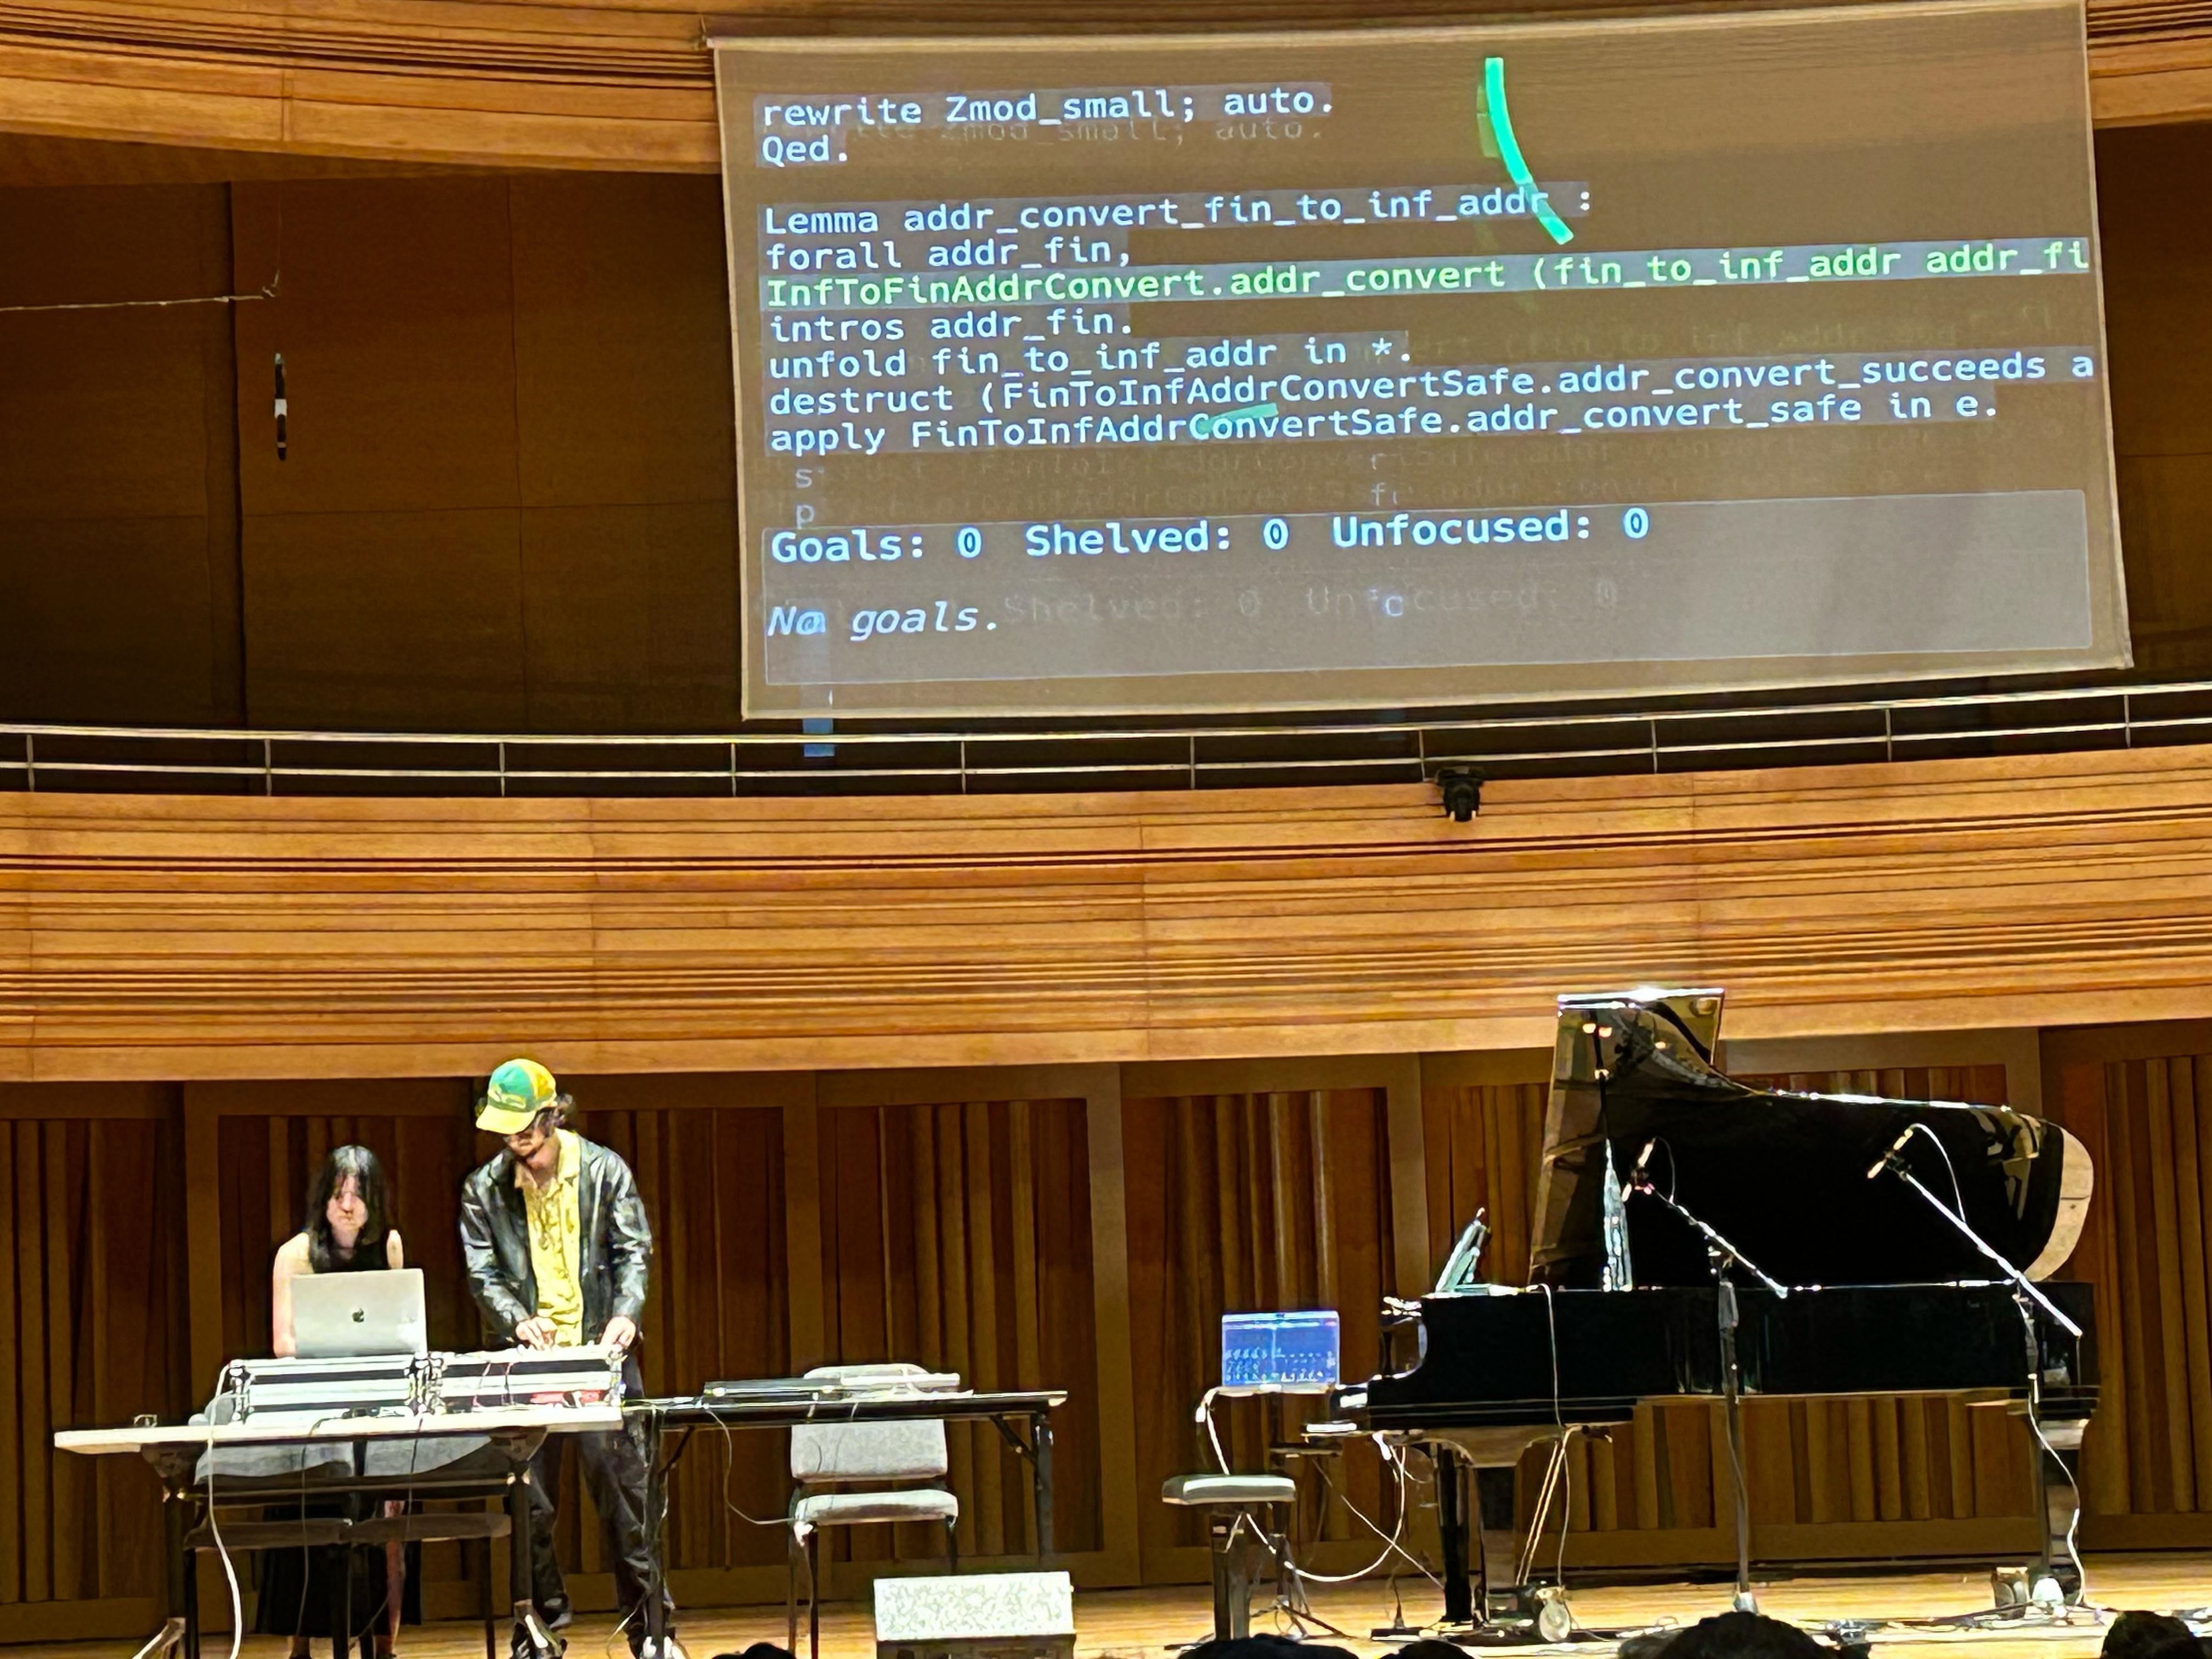 rewrite Zmod_small; auto.
Qed.
Lemma addr_convert_fin_to_inf_addr :
forall addr_fin,
InfToFinAddrConvert.addr_convert (fin_to_inf_addr addr_fi
intros addr_fin.
unfold fin_to_inf_addr in *.
destruct (FinToInfAddrConvertSafe.addr_convert_succeeds a
apply FinToInfAddrConvertSafe.addr_convert_safe in e.
Goals: 0 Shelved: 0 Unfocused: 0
No goals.